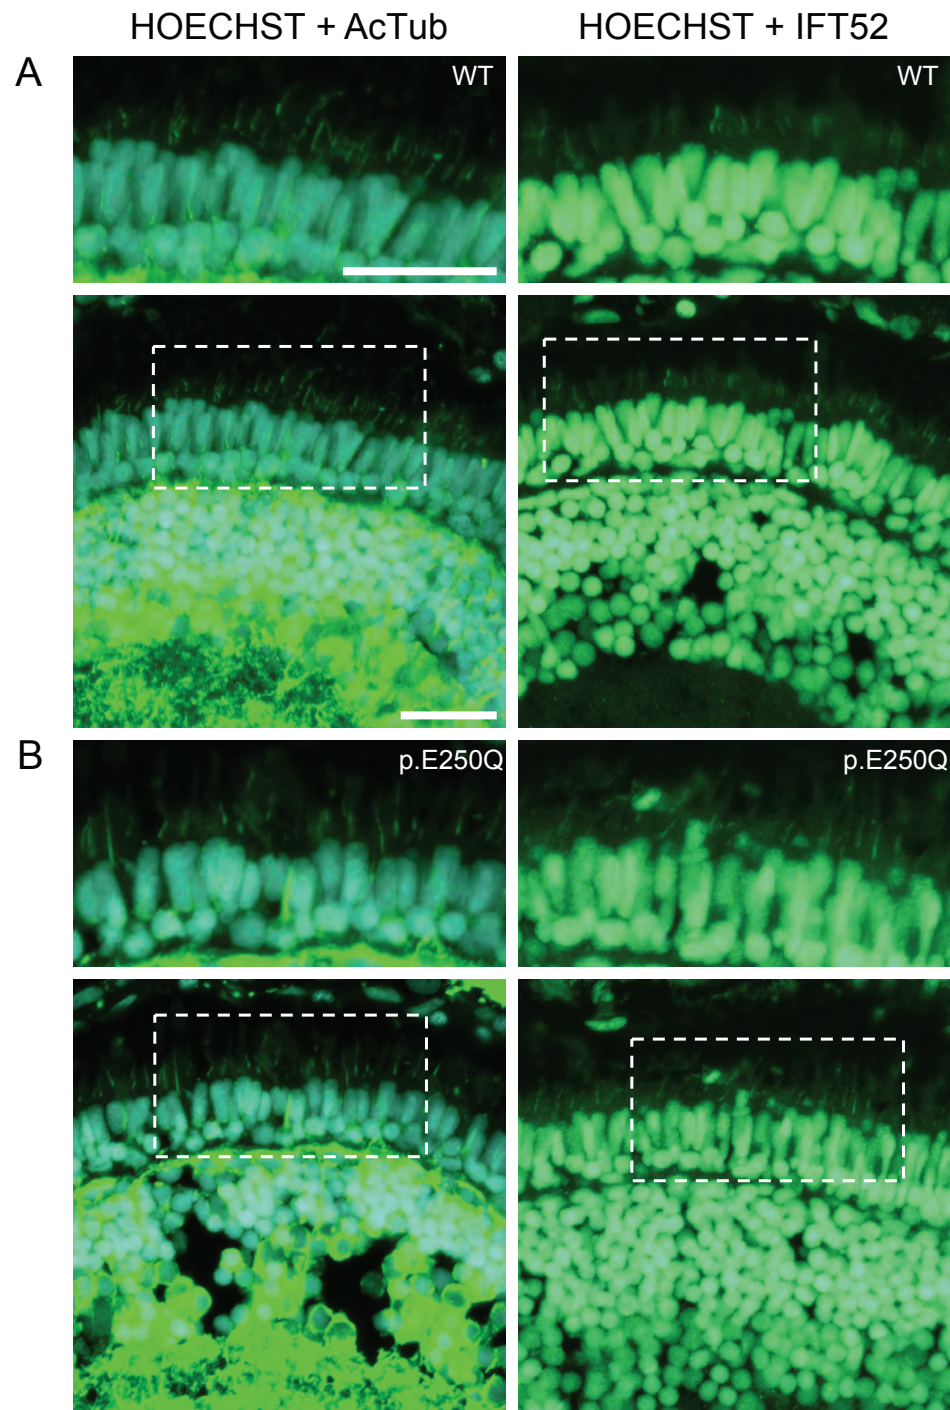 HOECHST + AcTub
HOECHST + IFT52
A
WT
WT
B
p.E250Q
p.E250Q